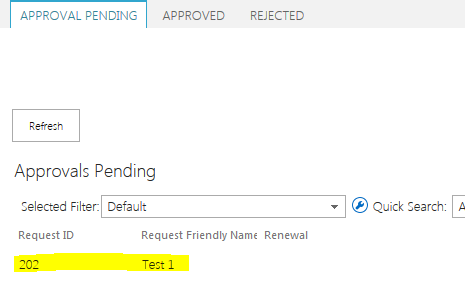 APPROVAL PENDING APPROVED REJECTED
Refresh
Approvals Pending
Selected Filter: Default Quick Search: A
Request ID Request Friendly Name Renewal
202 Test 1